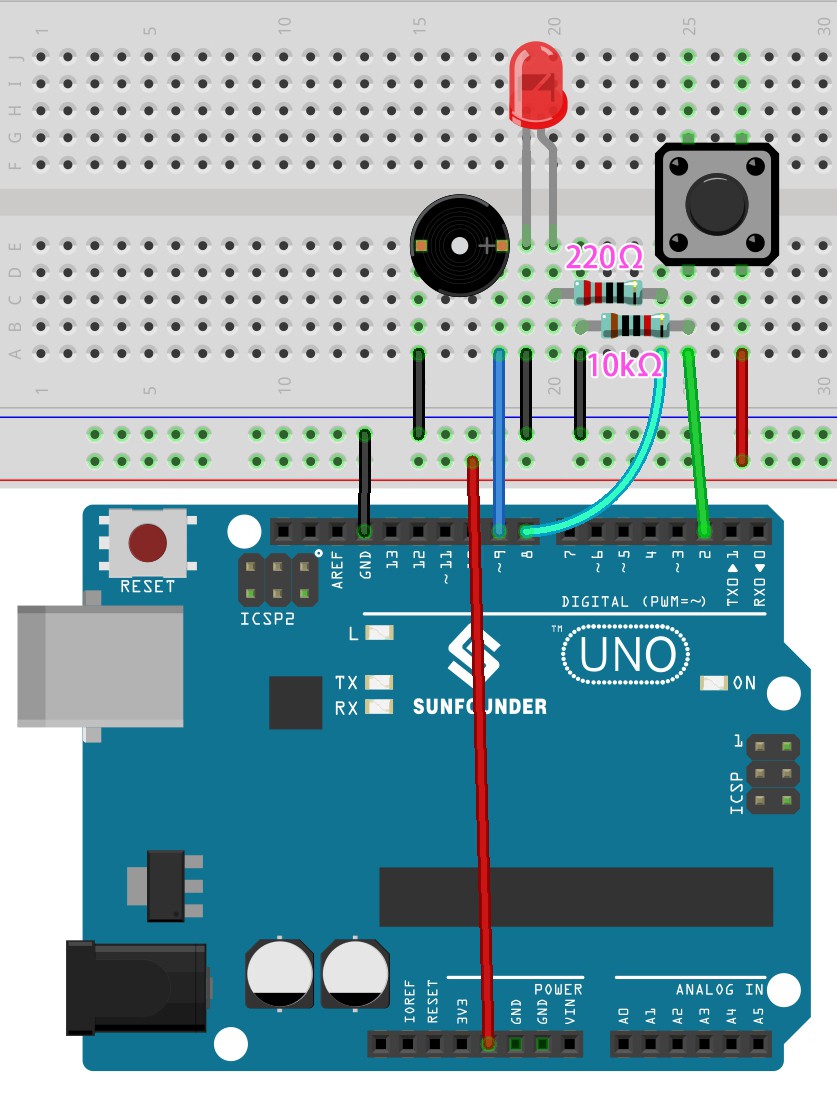 1 5 10 15 20 25 30
J
I
H
G
F
E
D
C
B
A
220Ω
10kΩ
1 5 10 15 20 30
RESET
ICSP2
AREF
GND
13
12
~11
~9
8
7
~6
~5
4
~3
2
TX0▶1
RX0◀0
DIGITAL (PWM=~)
L
TX
RX
SUNFOUNDER
™
UNO
ON
1
ICSP
POWER
ANALOG IN
IOREF
RESET
3V3
GND
GND
VIN
A0
A1
A2
A3
A4
A5